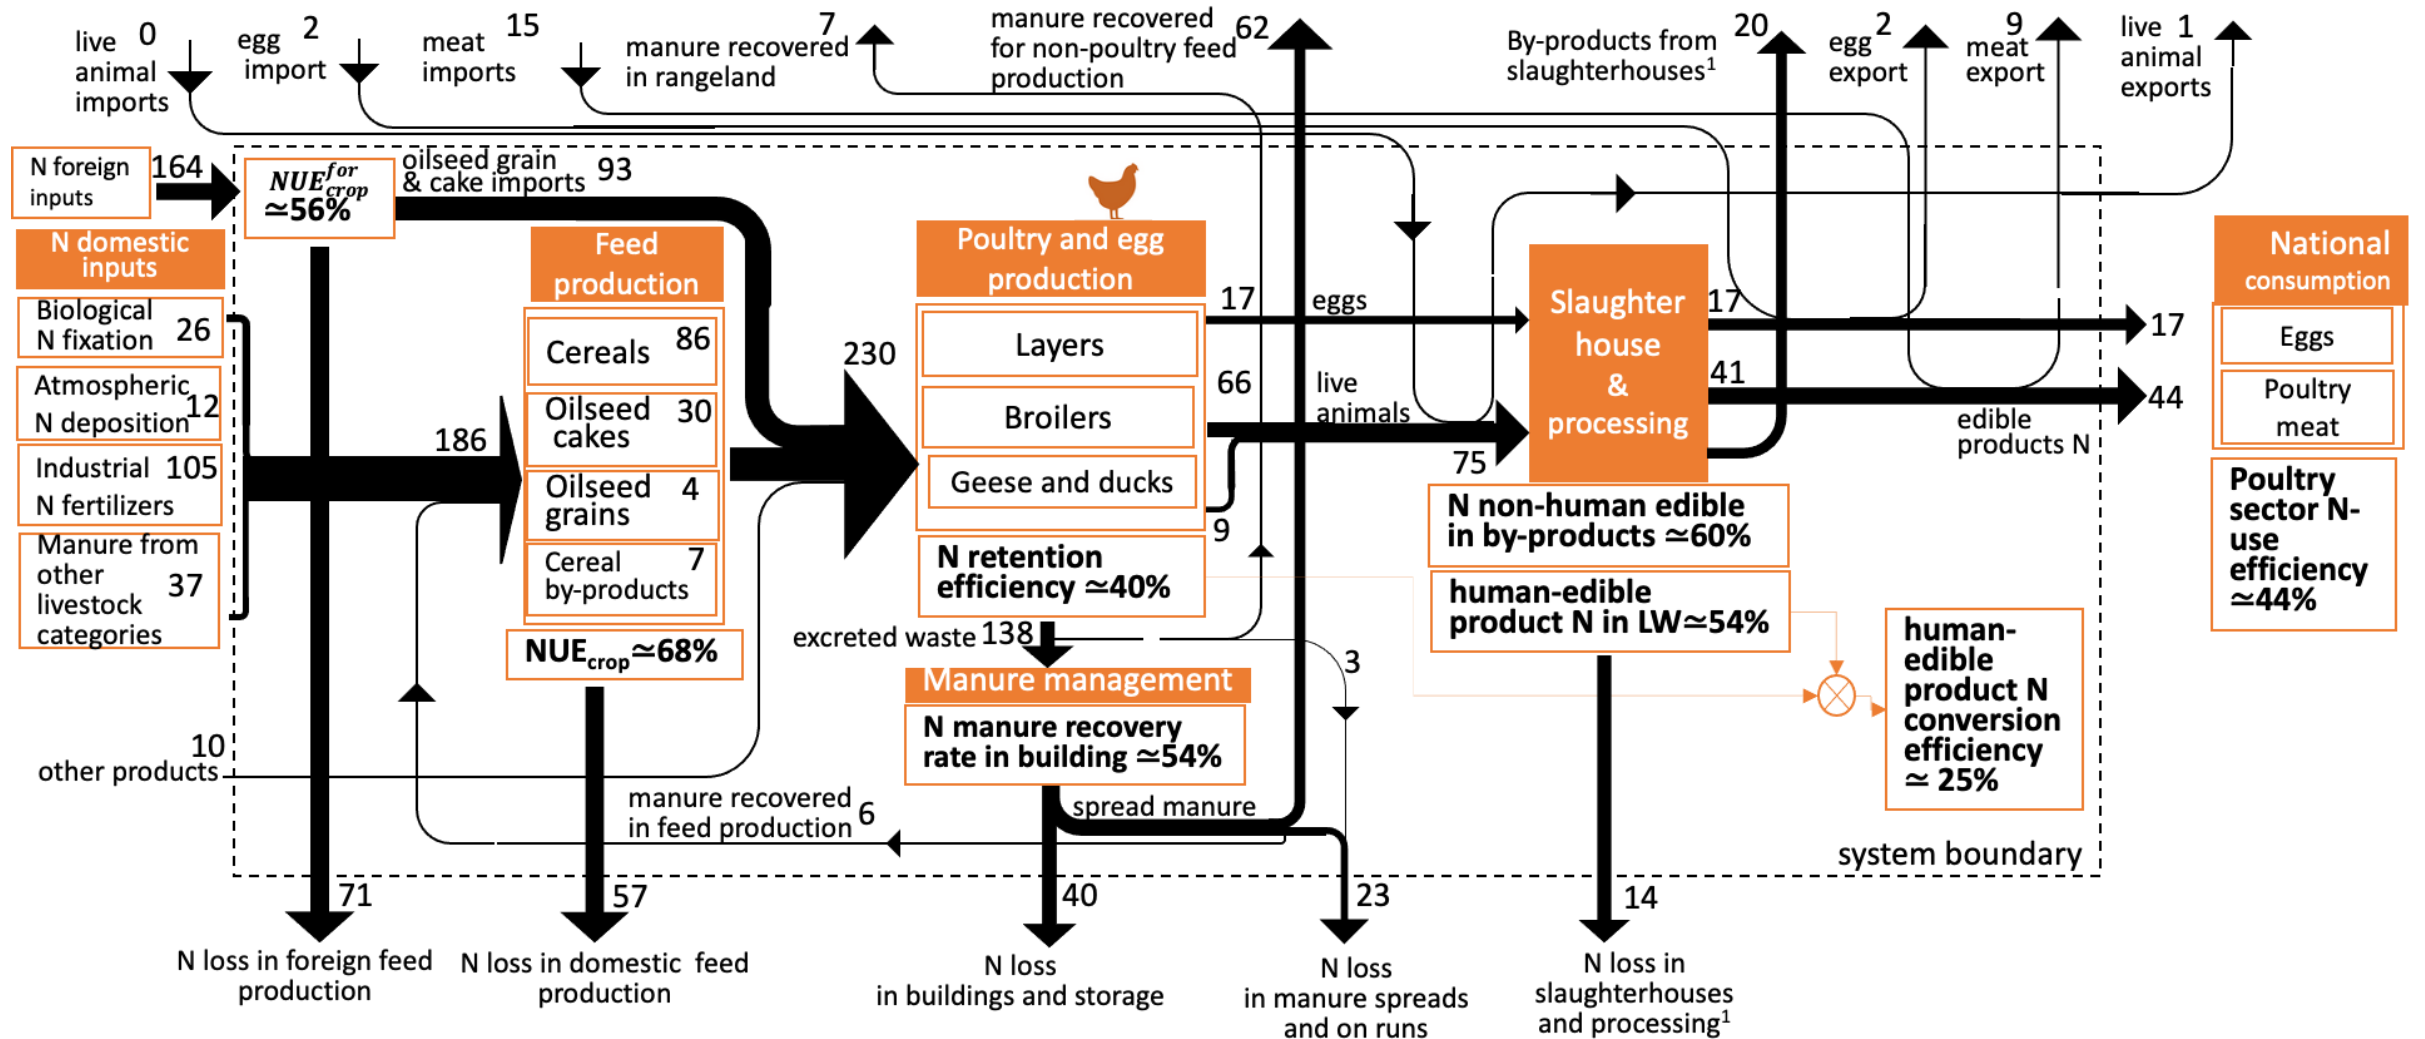 live 0
animal
imports
egg 2
import
meat 15
imports
manure recovered 7
in rangeland
manure recovered
for non-poultry feed 62
production
By-products from 20
slaughterhouses¹
egg 2
export
9
meat
export
live 1
animal
exports
N foreign
inputs
164
NUE^for_crop
≃56%
oilseed grain
& cake imports 93
N domestic
inputs
Biological
N fixation 26
Atmospheric
N deposition 12
Industrial 105
N fertilizers
Manure from
other
livestock 37
categories
186
Feed
production
Cereals 86
Oilseed 30
cakes
Oilseed 4
grains
Cereal 7
by-products
NUEcrop≃68%
230
Poultry and egg
production
Layers
Broilers
Geese and ducks
N retention
efficiency ≃40%
17
eggs
66
live
animals
9
75
Slaughter
house
&
processing
17
41
17
44
edible
products N
National
consumption
Eggs
Poultry
meat
Poultry
sector N-
use
efficiency
≃44%
N non-human edible
in by-products ≃60%
human-edible
product N in LW≃54%
human-
edible
product N
conversion
efficiency
≃ 25%
excreted waste 138
3
Manure management
N manure recovery
rate in building ≃54%
10
other products
manure recovered
in feed production 6
spread manure
system boundary
71
57
40
23
14
N loss in foreign feed
production
N loss in domestic feed
production
N loss
in buildings and storage
N loss
in manure spreads
and on runs
N loss in
slaughterhouses
and processing¹